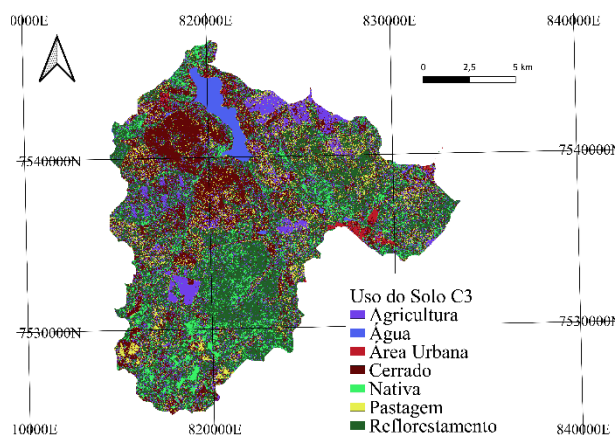 0000E 820000E 830000E 840000E
0 2,5 5 km
7540000N 7540000N
Uso do Solo C3
Agricultura
Água
Área Urbana
Cerrado
Nativa
Pastagem
Reflorestamento
7530000N 7530000N
10000E 820000E 840000E